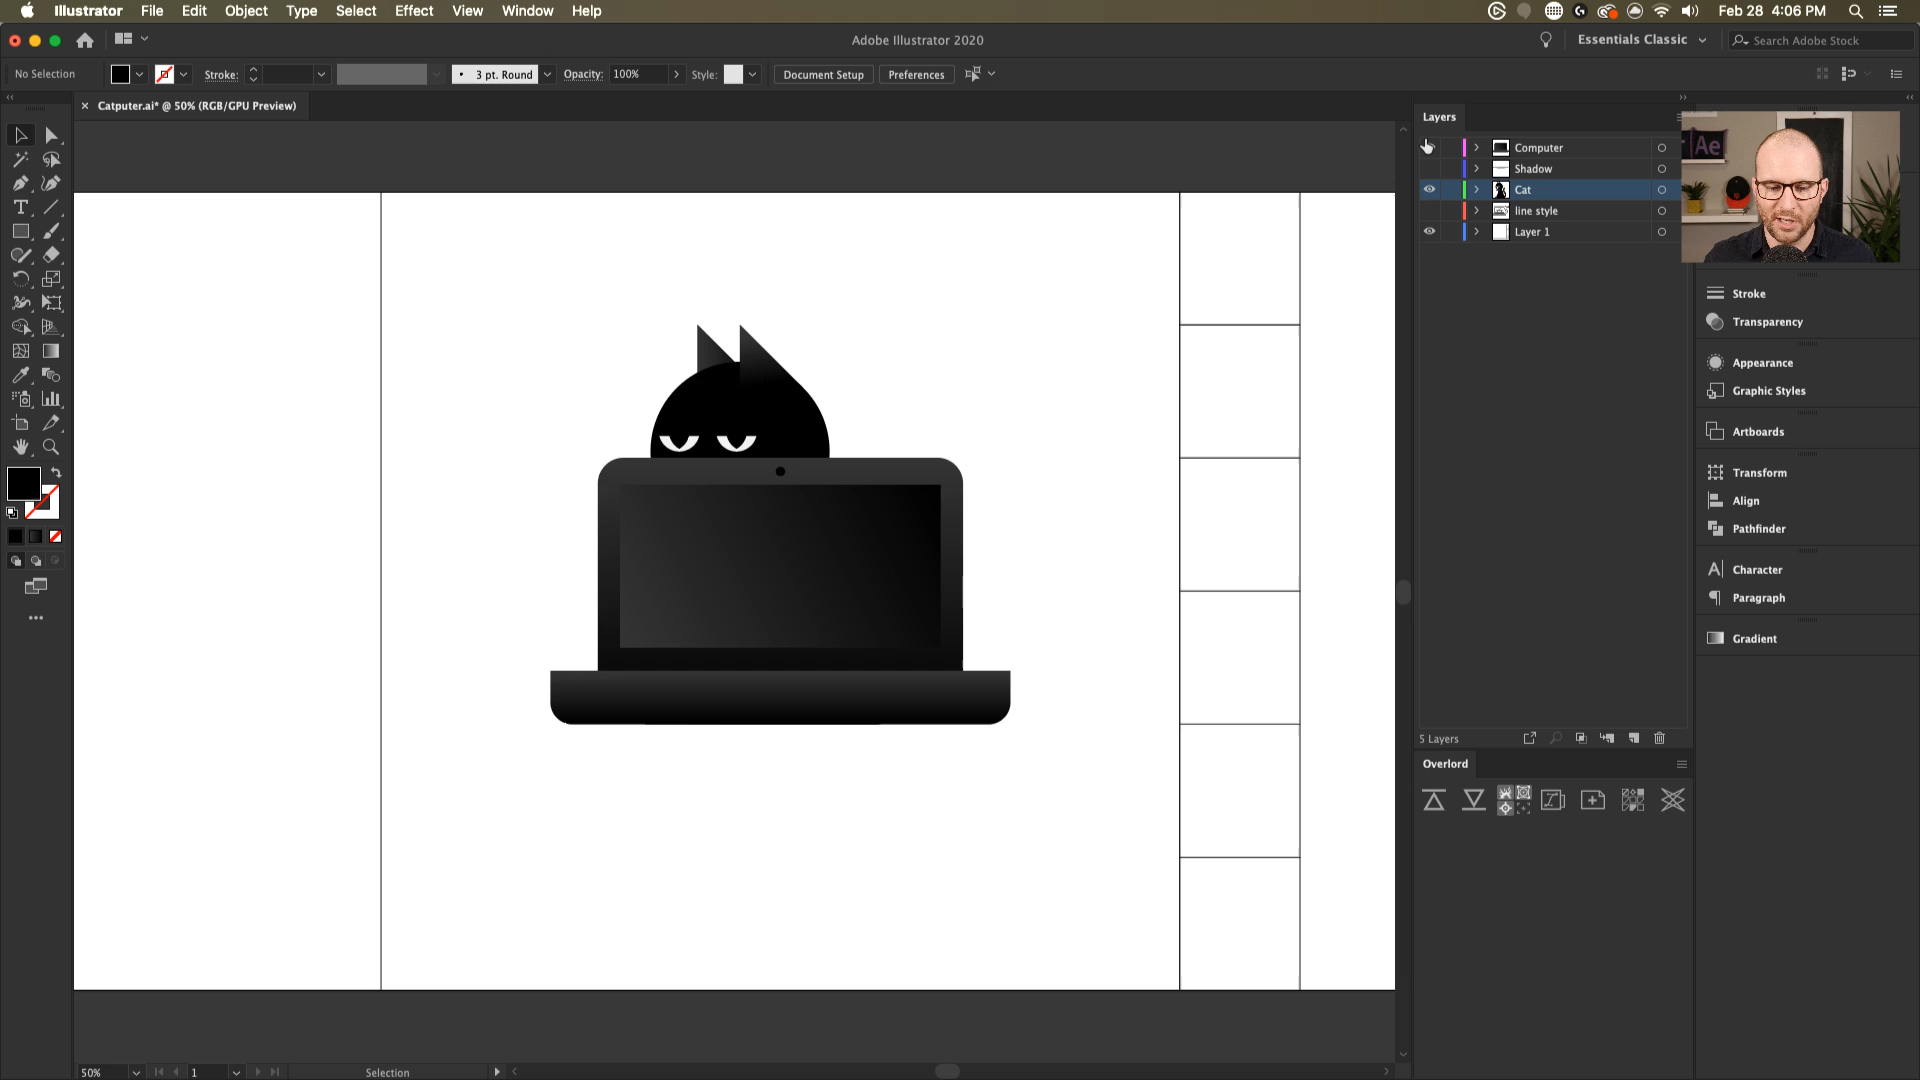 Illustrator File Edit Object Type Select Effect View Window Help
Feb 28 4:06 PM
Adobe Illustrator 2020
Essentials Classic
Search Adobe Stock
No Selection
Stroke:
3 pt. Round
Opacity: 100%
Style:
Document Setup
Preferences
Catputer.ai* @ 50% (RGB/GPU Preview)
Layers
Computer
Shadow
Cat
line style
Layer 1
Ae
Stroke
Transparency
Appearance
Graphic Styles
Artboards
Transform
Align
Pathfinder
Character
Paragraph
Gradient
5 Layers
Overlord
50%
1
Selection